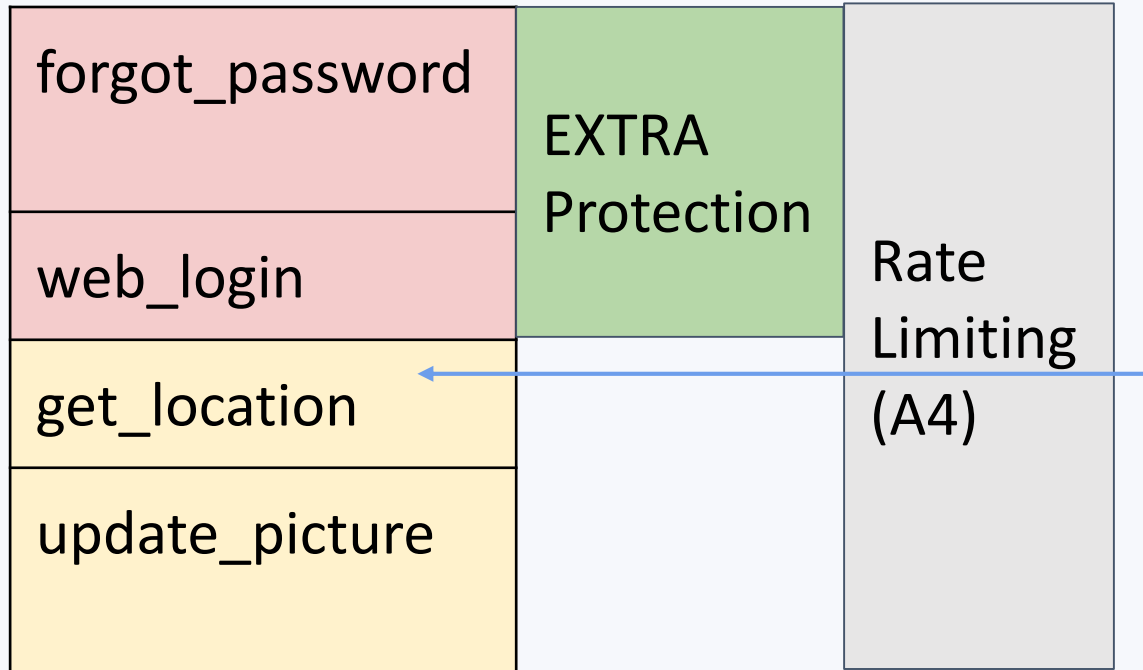 forgot_password
web_login
get_location
update_picture
EXTRA
Protection
Rate
Limiting
(A4)